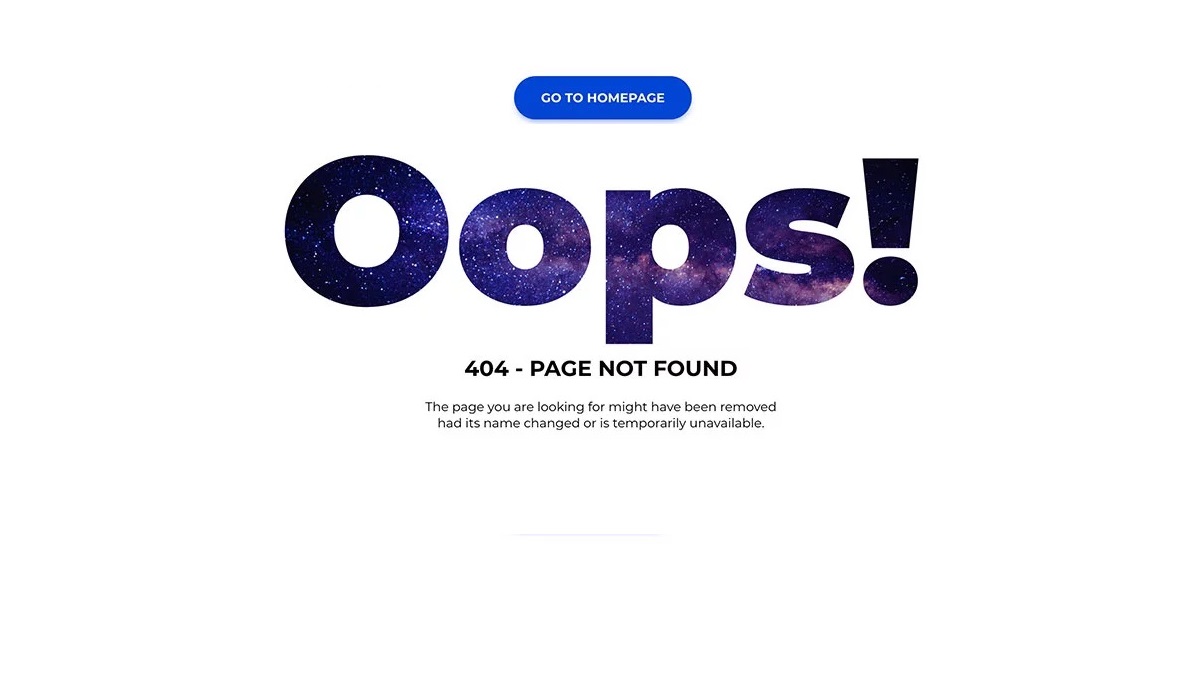 GO TO HOMEPAGE
Oops!
404 - PAGE NOT FOUND
The page you are looking for might have been removed
had its name changed or is temporarily unavailable.